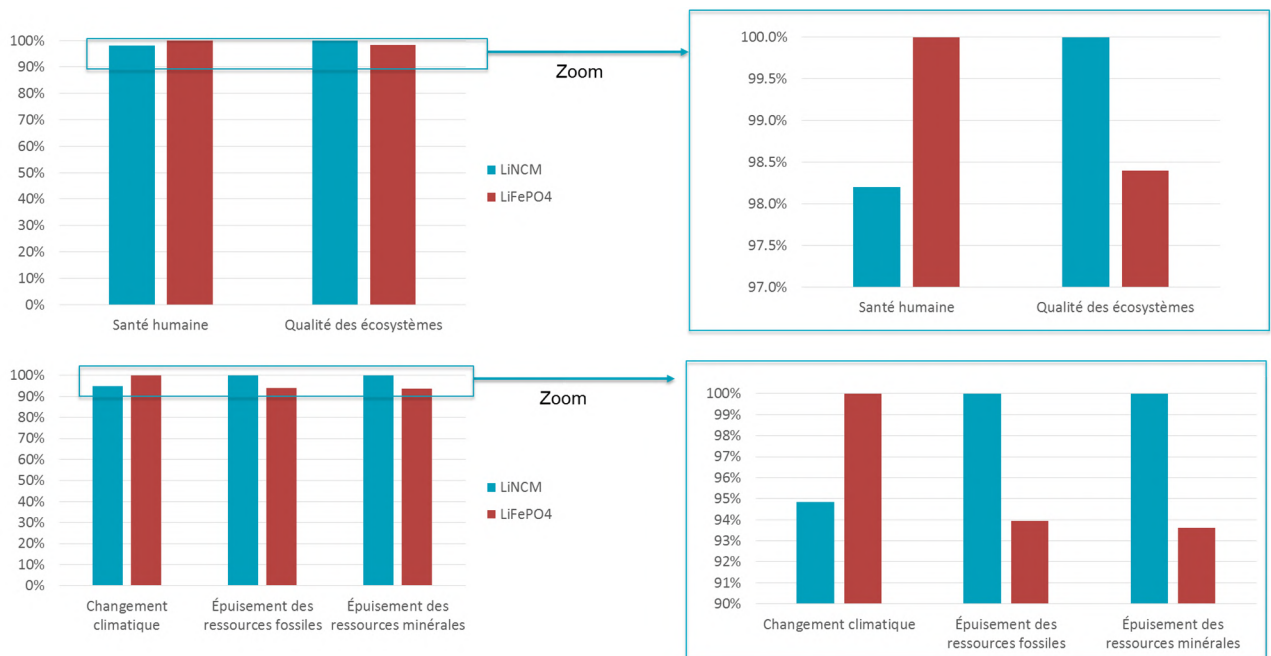 100%
90%
80%
70%
60%
50%
40%
30%
20%
10%
0%
Santé humaine
Qualité des écosystèmes
LiNCM
LiFePO4
Zoom
100.0%
99.5%
99.0%
98.5%
98.0%
97.5%
97.0%
Santé humaine
Qualité des écosystèmes
100%
90%
80%
70%
60%
50%
40%
30%
20%
10%
0%
Changement
climatique
Épuisement des
ressources fossiles
Épuisement des
ressources minérales
LiNCM
LiFePO4
Zoom
100%
99%
98%
97%
96%
95%
94%
93%
92%
91%
90%
Changement climatique
Épuisement des
ressources fossiles
Épuisement des
ressources minérales